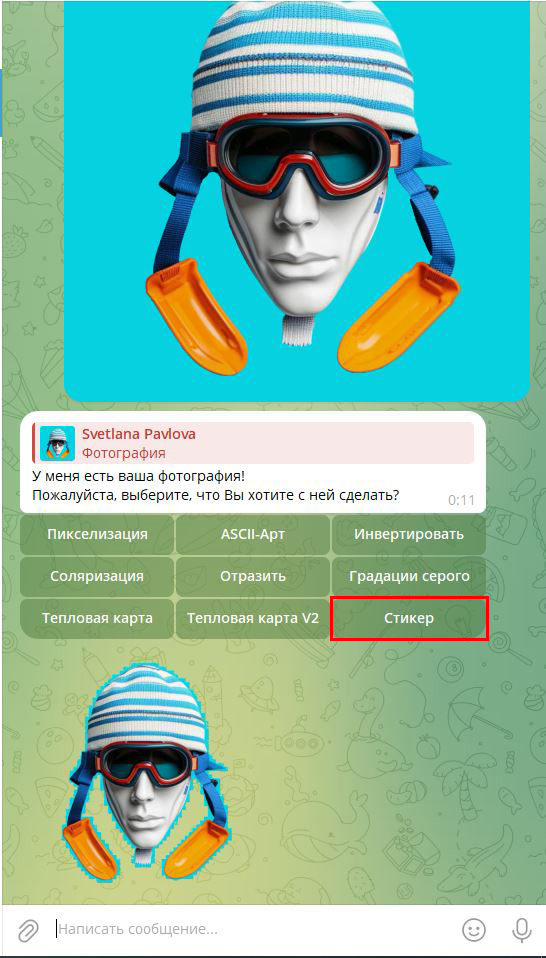 Svetlana Pavlova
Фотография
У меня есть ваша фотография!
Пожалуйста, выберите, что Вы хотите с ней сделать?
0:11
Пикселизация ASCII-Арт Инвертировать
Соляризация Отразить Градации серого
Тепловая карта Тепловая карта V2 Стикер
Написать сообщение...